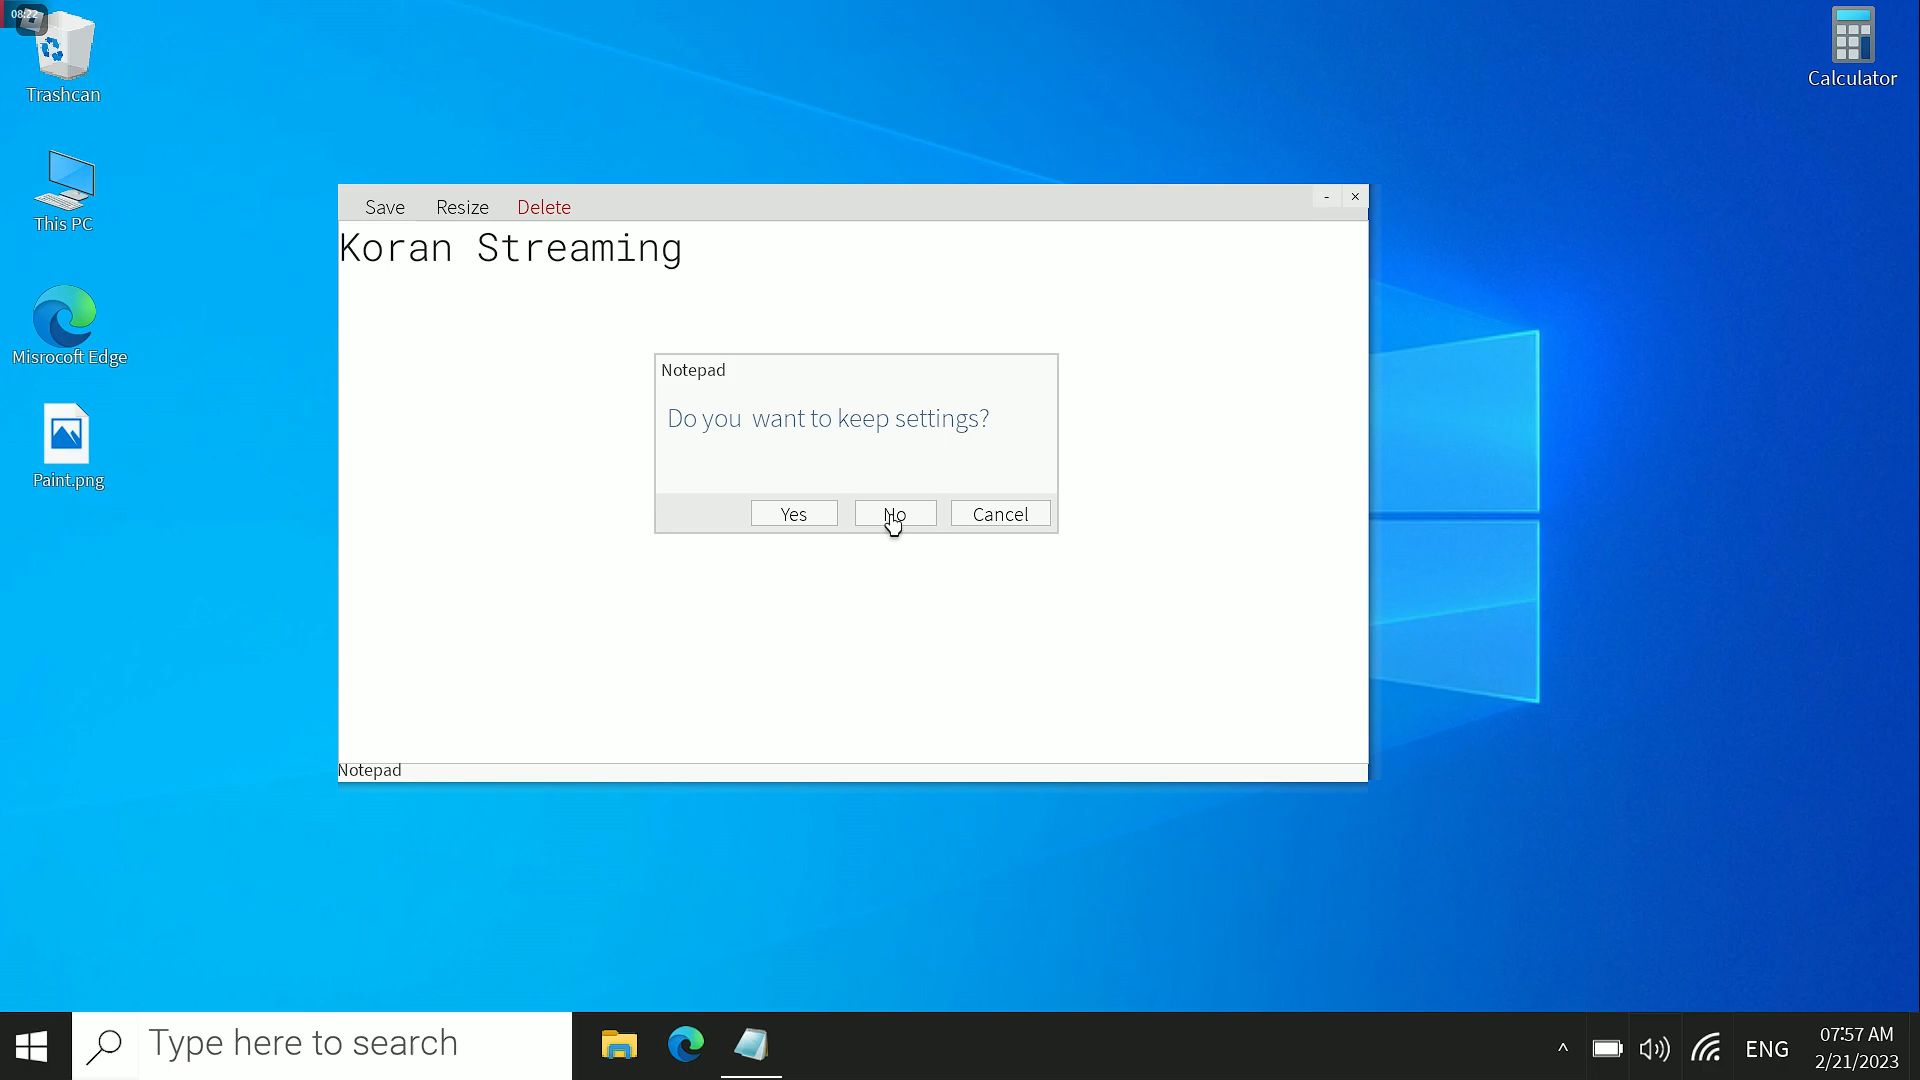 08:22
Trashcan
This PC
Misrocoft Edge
Paint.png
Calculator
Save Resize Delete
- ×
Koran Streaming
Notepad
Do you want to keep settings?
Yes No Cancel
Notepad
Type here to search
ENG
07:57 AM
2/21/2023